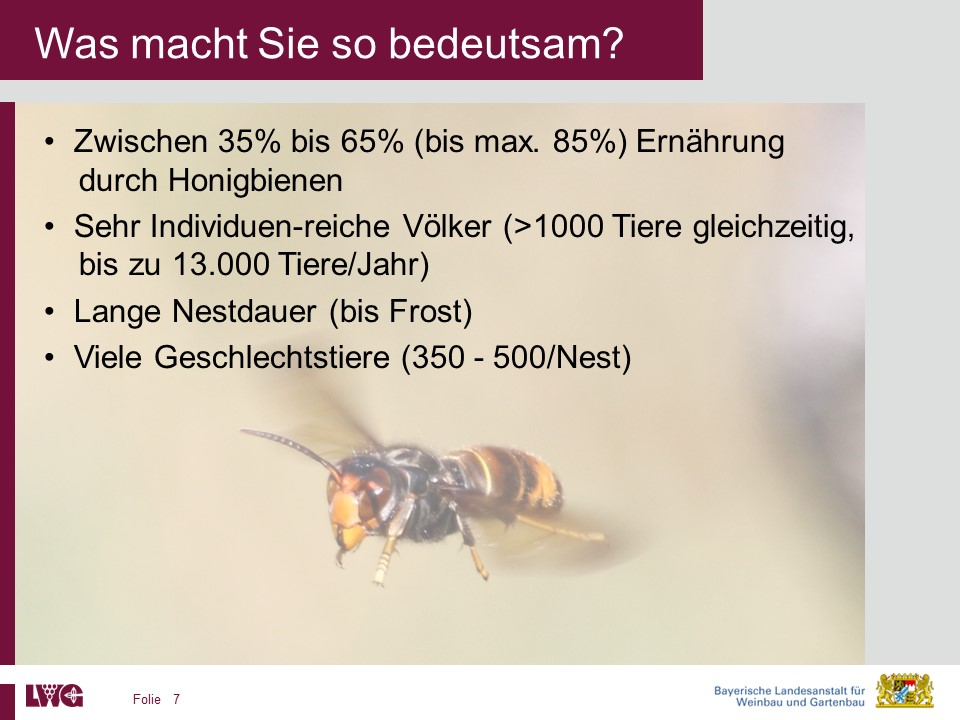 Was macht Sie so bedeutsam?
• Zwischen 35% bis 65% (bis max. 85%) Ernährung
durch Honigbienen
• Sehr Individuen-reiche Völker (>1000 Tiere gleichzeitig,
bis zu 13.000 Tiere/Jahr)
• Lange Nestdauer (bis Frost)
• Viele Geschlechtstiere (350 - 500/Nest)
LWG
Folie 7
Bayerische Landesanstalt für
Weinbau und Gartenbau